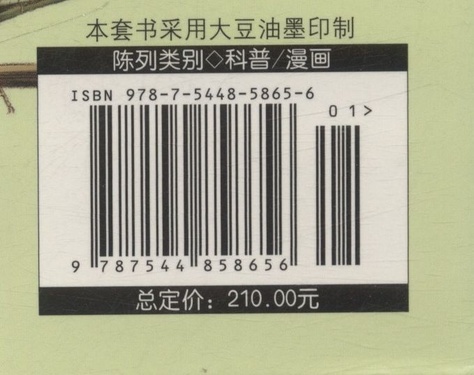 本套书采用大豆油墨印制
陈列类别◇科普/漫画
ISBN 978-7-5448-5865-6
01>
9 787544 858656
总定价：210.00元